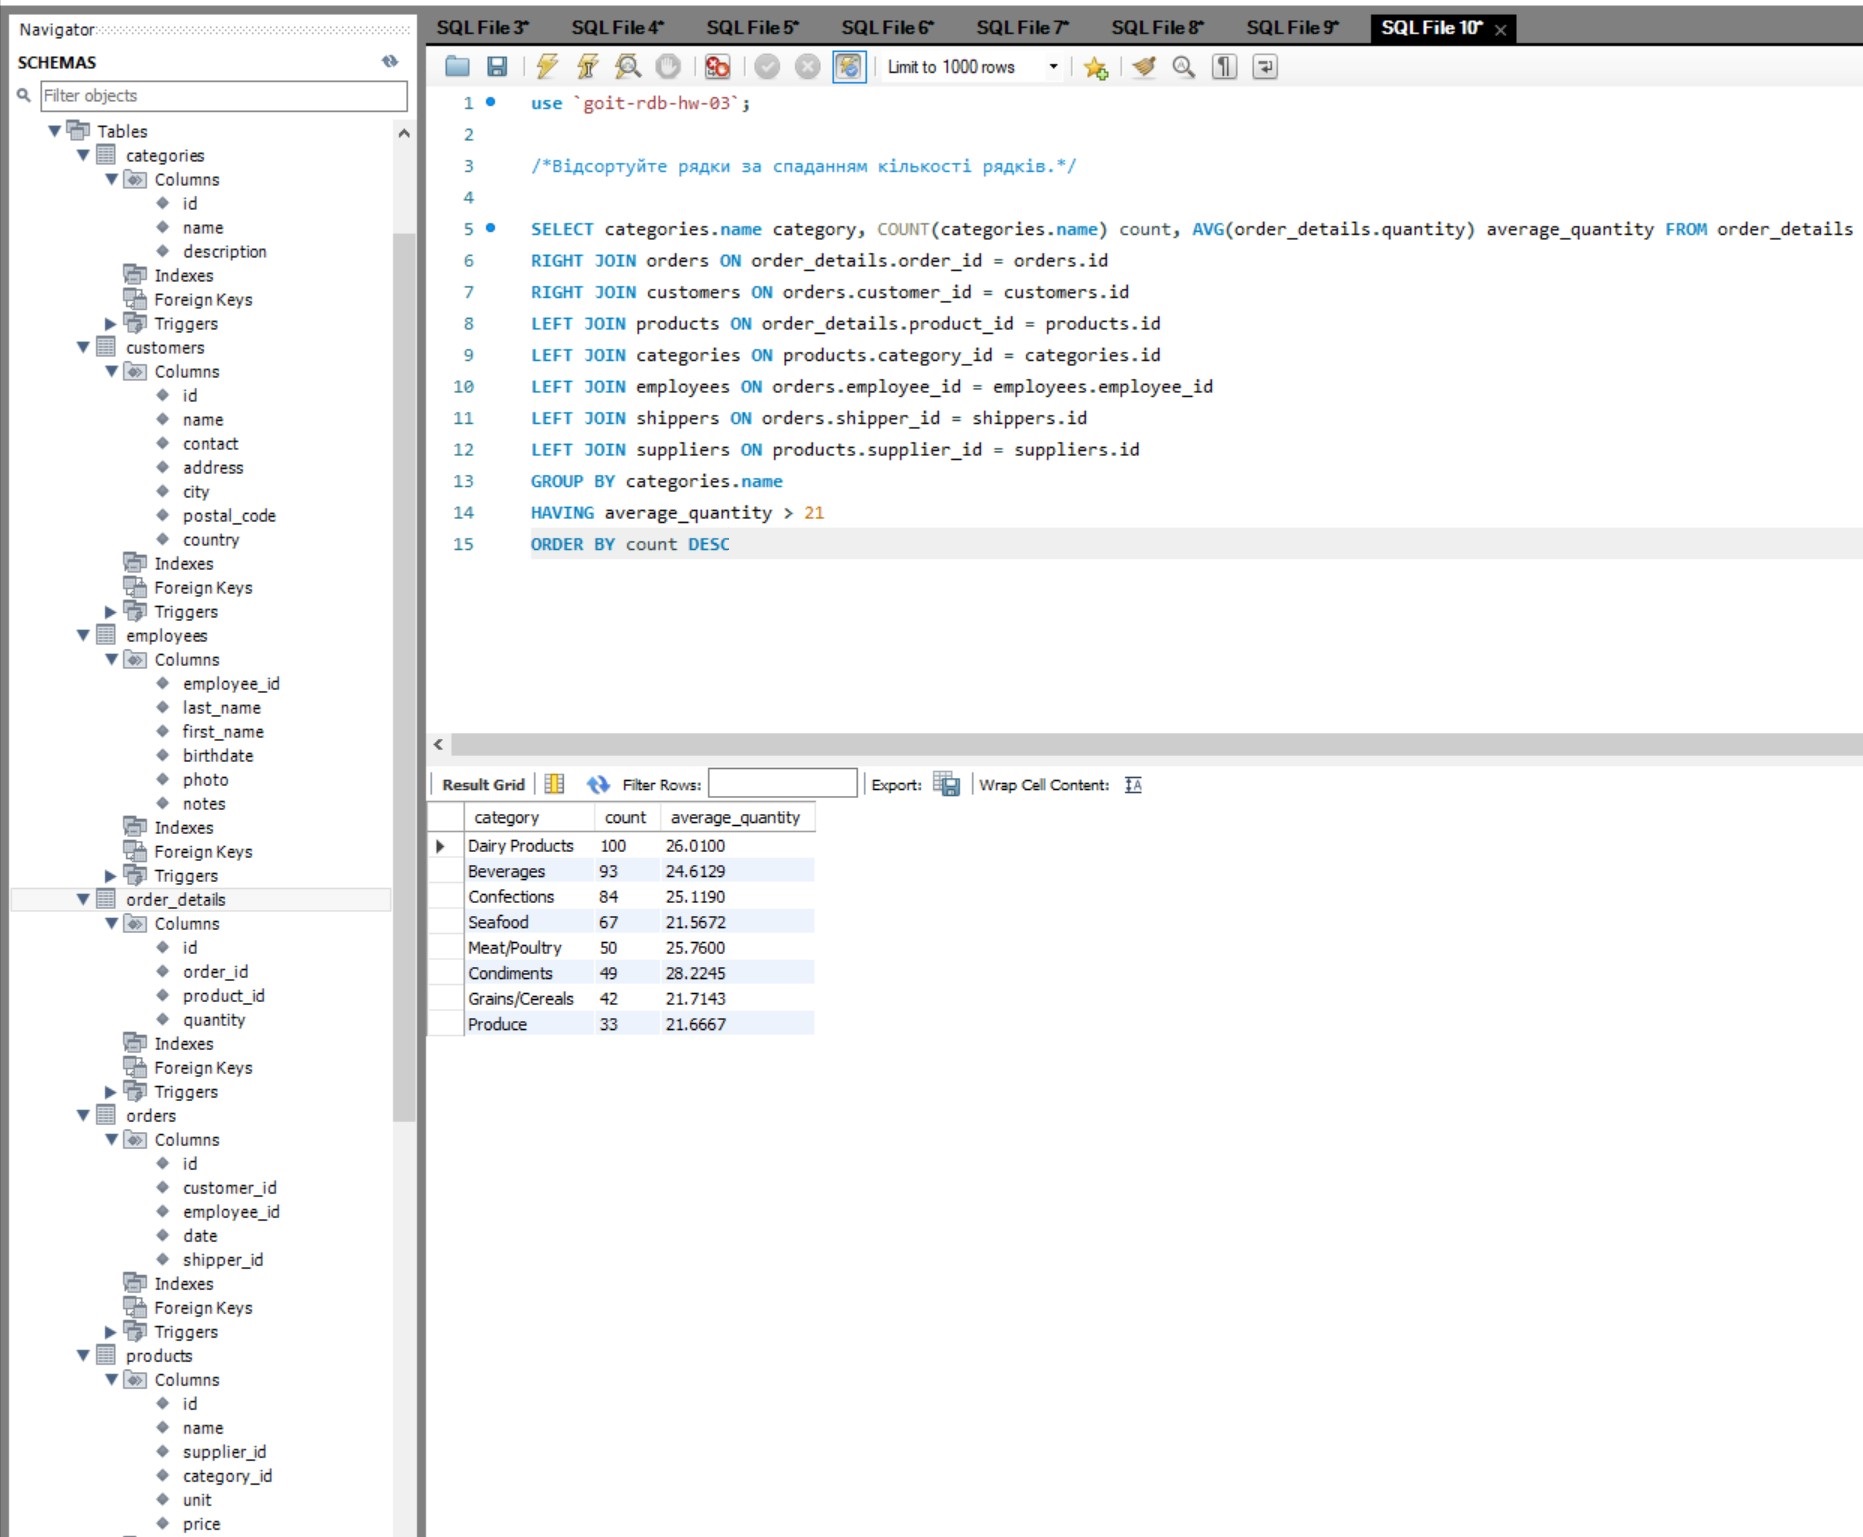 Navigator
SCHEMAS
Filter objects
Tables
categories
Columns
id
name
description
Indexes
Foreign Keys
Triggers
customers
Columns
id
name
contact
address
city
postal_code
country
Indexes
Foreign Keys
Triggers
employees
Columns
employee_id
last_name
first_name
birthdate
photo
notes
Indexes
Foreign Keys
Triggers
order_details
Columns
id
order_id
product_id
quantity
Indexes
Foreign Keys
Triggers
orders
Columns
id
customer_id
employee_id
date
shipper_id
Indexes
Foreign Keys
Triggers
products
Columns
id
name
supplier_id
category_id
unit
price
SQL File 3* SQL File 4* SQL File 5* SQL File 6* SQL File 7* SQL File 8* SQL File 9* SQL File 10*
Limit to 1000 rows
1 use `goit-rdb-hw-03`;
2
3 /*Відсортуйте рядки за спаданням кількості рядків.*/
4
5 SELECT categories.name category, COUNT(categories.name) count, AVG(order_details.quantity) average_quantity FROM order_details
6 RIGHT JOIN orders ON order_details.order_id = orders.id
7 RIGHT JOIN customers ON orders.customer_id = customers.id
8 LEFT JOIN products ON order_details.product_id = products.id
9 LEFT JOIN categories ON products.category_id = categories.id
10 LEFT JOIN employees ON orders.employee_id = employees.employee_id
11 LEFT JOIN shippers ON orders.shipper_id = shippers.id
12 LEFT JOIN suppliers ON products.supplier_id = suppliers.id
13 GROUP BY categories.name
14 HAVING average_quantity > 21
15 ORDER BY count DESC
Result Grid Filter Rows: Export: Wrap Cell Content:
category count average_quantity
Dairy Products 100 26.0100
Beverages 93 24.6129
Confections 84 25.1190
Seafood 67 21.5672
Meat/Poultry 50 25.7600
Condiments 49 28.2245
Grains/Cereals 42 21.7143
Produce 33 21.6667